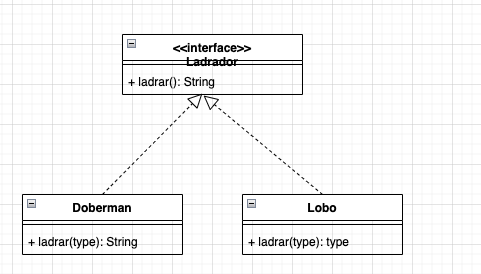 <<interface>>
Ladrador
+ ladrar(): String
Doberman
+ ladrar(type): String
Lobo
+ ladrar(type): type